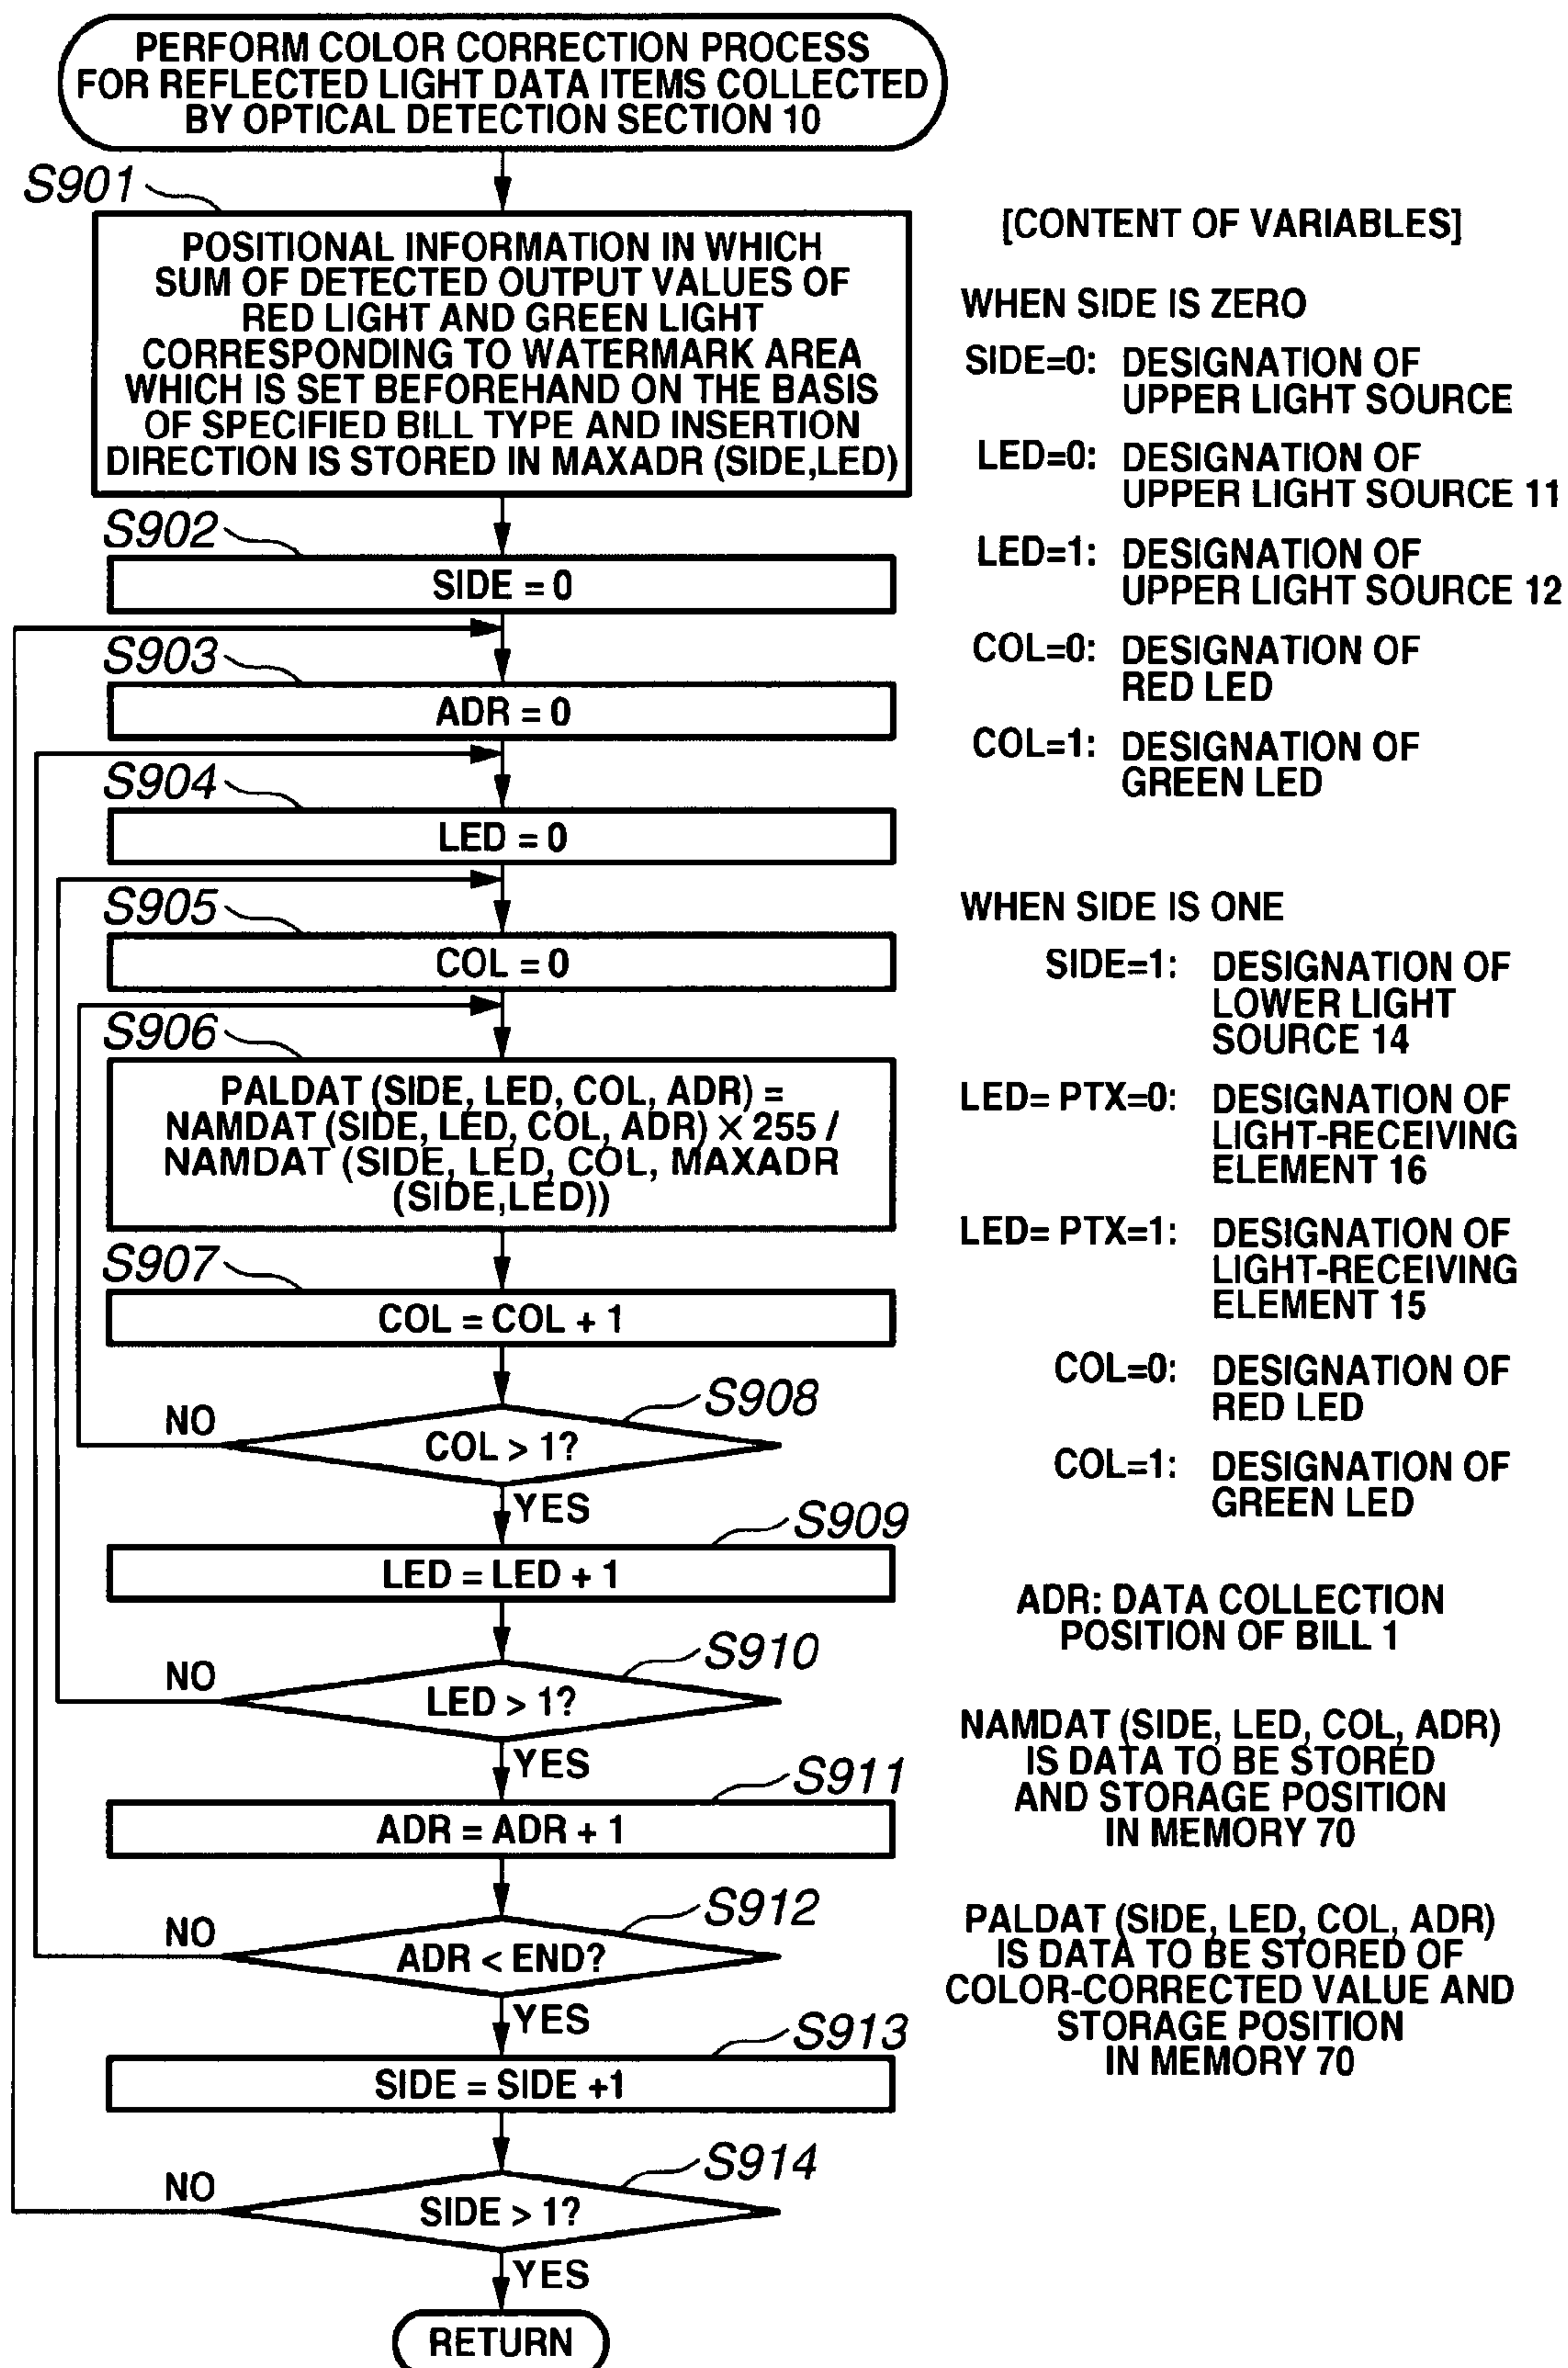 PERFORM COLOR CORRECTION PROCESS
FOR REFLECTED LIGHT DATA ITEMS COLLECTED
BY OPTICAL DETECTION SECTION 10
S901
POSITIONAL INFORMATION IN WHICH
SUM OF DETECTED OUTPUT VALUES OF
RED LIGHT AND GREEN LIGHT
CORRESPONDING TO WATERMARK AREA
WHICH IS SET BEFOREHAND ON THE BASIS
OF SPECIFIED BILL TYPE AND INSERTION
DIRECTION IS STORED IN MAXADR (SIDE,LED)
S902
SIDE = 0
S903
ADR = 0
S904
LED = 0
S905
COL = 0
S906
PALDAT (SIDE, LED, COL, ADR) =
NAMDAT (SIDE, LED, COL, ADR) × 255 /
NAMDAT (SIDE, LED, COL, MAXADR
(SIDE,LED))
S907
COL = COL + 1
S908
COL > 1?
NO
YES
S909
LED = LED + 1
S910
LED > 1?
NO
YES
S911
ADR = ADR + 1
S912
ADR < END?
NO
YES
S913
SIDE = SIDE +1
S914
SIDE > 1?
NO
YES
RETURN
[CONTENT OF VARIABLES]
WHEN SIDE IS ZERO
SIDE=0: DESIGNATION OF
UPPER LIGHT SOURCE
LED=0: DESIGNATION OF
UPPER LIGHT SOURCE 11
LED=1: DESIGNATION OF
UPPER LIGHT SOURCE 12
COL=0: DESIGNATION OF
RED LED
COL=1: DESIGNATION OF
GREEN LED
WHEN SIDE IS ONE
SIDE=1: DESIGNATION OF
LOWER LIGHT
SOURCE 14
LED= PTX=0: DESIGNATION OF
LIGHT-RECEIVING
ELEMENT 16
LED= PTX=1: DESIGNATION OF
LIGHT-RECEIVING
ELEMENT 15
COL=0: DESIGNATION OF
RED LED
COL=1: DESIGNATION OF
GREEN LED
ADR: DATA COLLECTION
POSITION OF BILL 1
NAMDAT (SIDE, LED, COL, ADR)
IS DATA TO BE STORED
AND STORAGE POSITION
IN MEMORY 70
PALDAT (SIDE, LED, COL, ADR)
IS DATA TO BE STORED OF
COLOR-CORRECTED VALUE AND
STORAGE POSITION
IN MEMORY 70